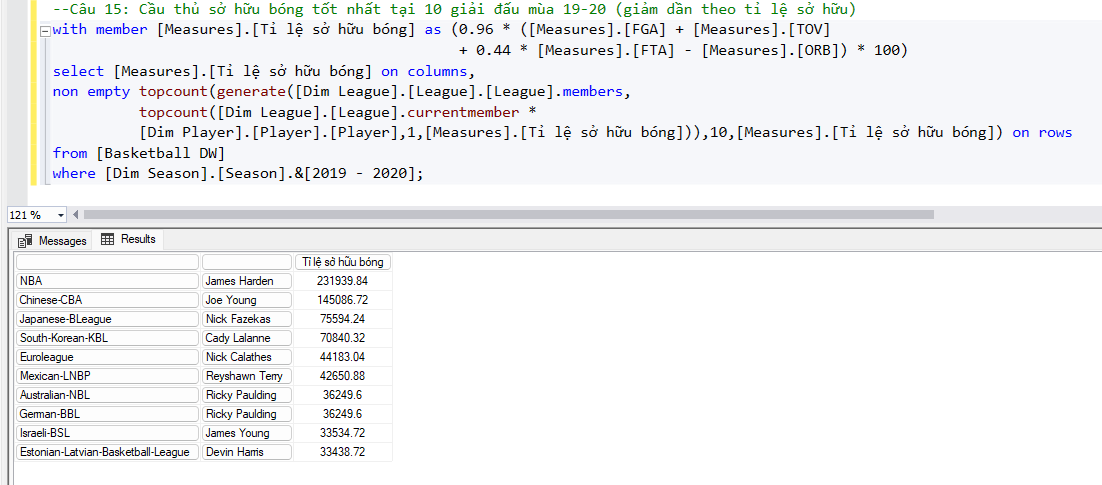 --Câu 15: Cầu thủ sở hữu bóng tốt nhất tại 10 giải đấu mùa 19-20 (giảm dần theo tỉ lệ sở hữu)
with member [Measures].[Tỉ lệ sở hữu bóng] as (0.96 * ([Measures].[FGA] + [Measures].[TOV]
+ 0.44 * [Measures].[FTA] - [Measures].[ORB]) * 100)
select [Measures].[Tỉ lệ sở hữu bóng] on columns,
non empty topcount(generate([Dim League].[League].[League].members,
topcount([Dim League].[League].currentmember *
[Dim Player].[Player].[Player],1,[Measures].[Tỉ lệ sở hữu bóng])),10,[Measures].[Tỉ lệ sở hữu bóng]) on rows
from [Basketball DW]
where [Dim Season].[Season].&[2019 - 2020];
121 %
Messages Results
Tỉ lệ sở hữu bóng
NBA James Harden 231939.84
Chinese-CBA Joe Young 145086.72
Japanese-BLeague Nick Fazekas 75594.24
South-Korean-KBL Cady Lalanne 70840.32
Euroleague Nick Calathes 44183.04
Mexican-LNBP Reyshawn Terry 42650.88
Australian-NBL Ricky Paulding 36249.6
German-BBL Ricky Paulding 36249.6
Israeli-BSL James Young 33534.72
Estonian-Latvian-Basketball-League Devin Harris 33438.72